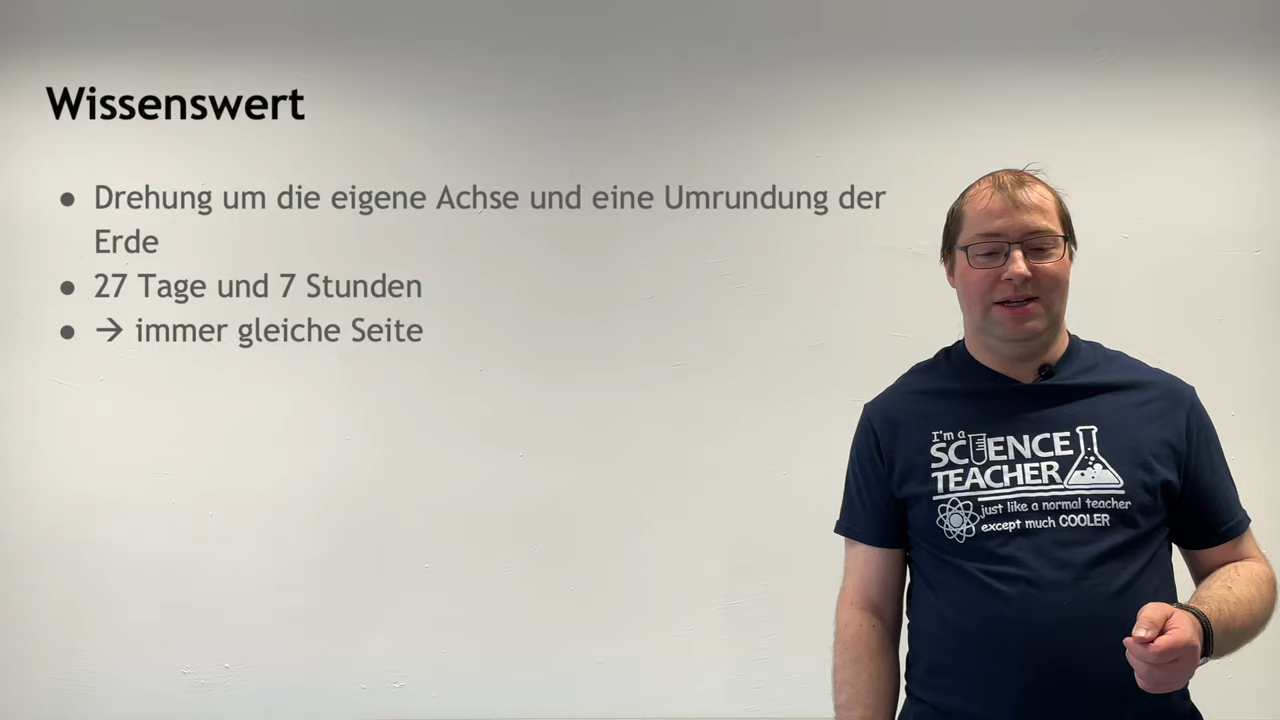 Wissenswert
● Drehung um die eigene Achse und eine Umrundung der
Erde
● 27 Tage und 7 Stunden
● → immer gleiche Seite
I'm a
SCIENCE
TEACHER
just like a normal teacher
except much COOLER